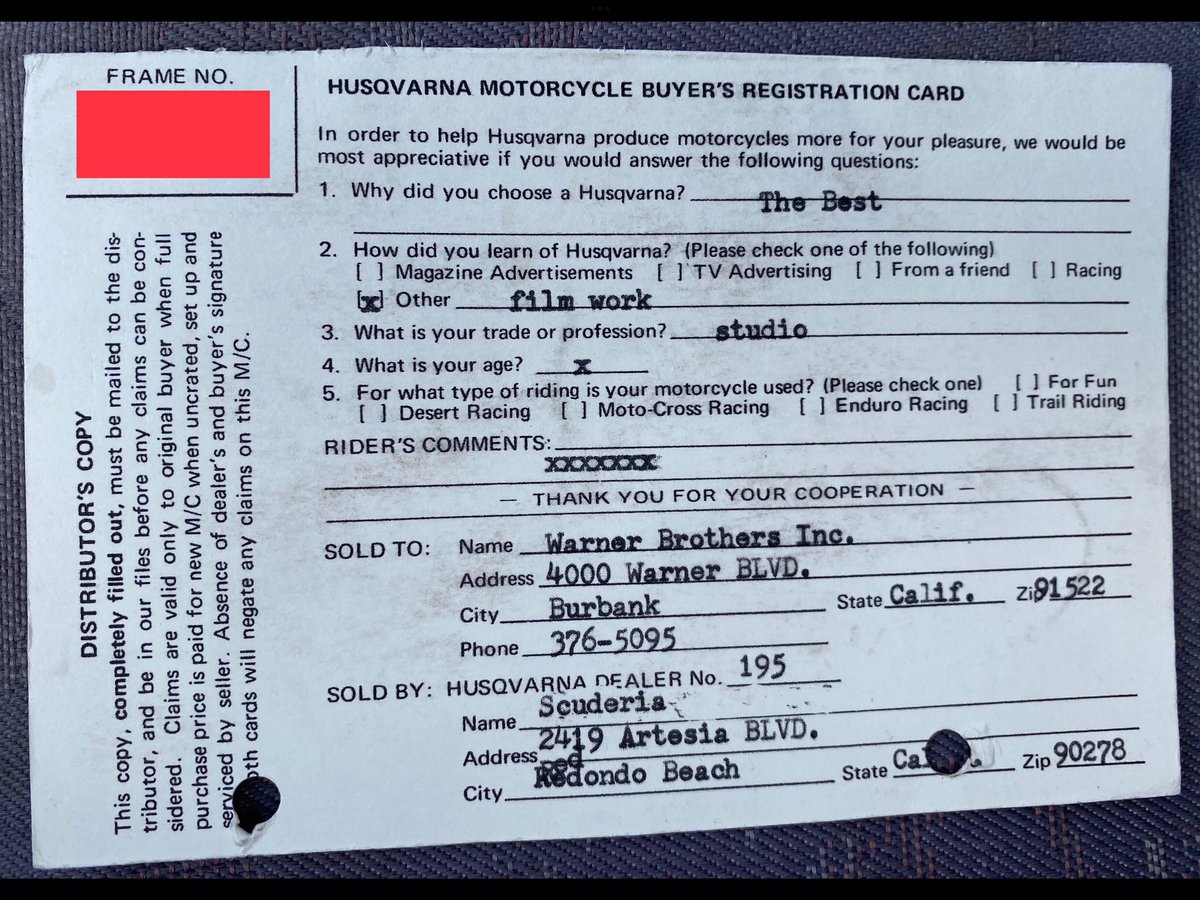 FRAME NO.
HUSQVARNA MOTORCYCLE BUYER'S REGISTRATION CARD
In order to help Husqvarna produce motorcycles more for your pleasure, we would be
most appreciative if you would answer the following questions:
1. Why did you choose a Husqvarna? The Best
2. How did you learn of Husqvarna? (Please check one of the following)
[ ] Magazine Advertisements [ ] TV Advertising [ ] From a friend [ ] Racing
[x] Other film work
3. What is your trade or profession? studio
4. What is your age? x
5. For what type of riding is your motorcycle used? (Please check one) [ ] For Fun
[ ] Desert Racing [ ] Moto-Cross Racing [ ] Enduro Racing [ ] Trail Riding
RIDER'S COMMENTS:
xxxxxxx
— THANK YOU FOR YOUR COOPERATION —
SOLD TO: Name Warner Brothers Inc.
Address 4000 Warner BLVD.
City Burbank State Calif. Zi 91522
Phone 376-5095
SOLD BY: HUSQVARNA DEALER No. 195
Name Scuderia
Address 2419 Artesia BLVD.
City Redondo Beach State Cal . Zip 90278
DISTRIBUTOR'S COPY
This copy, completely filled out, must be mailed to the dis-
tributor, and be in our files before any claims can be con-
sidered. Claims are valid only to original buyer when full
purchase price is paid for new M/C when uncrated, set up and
serviced by seller. Absence of dealer's and buyer's signature
oth cards will negate any claims on this M/C.